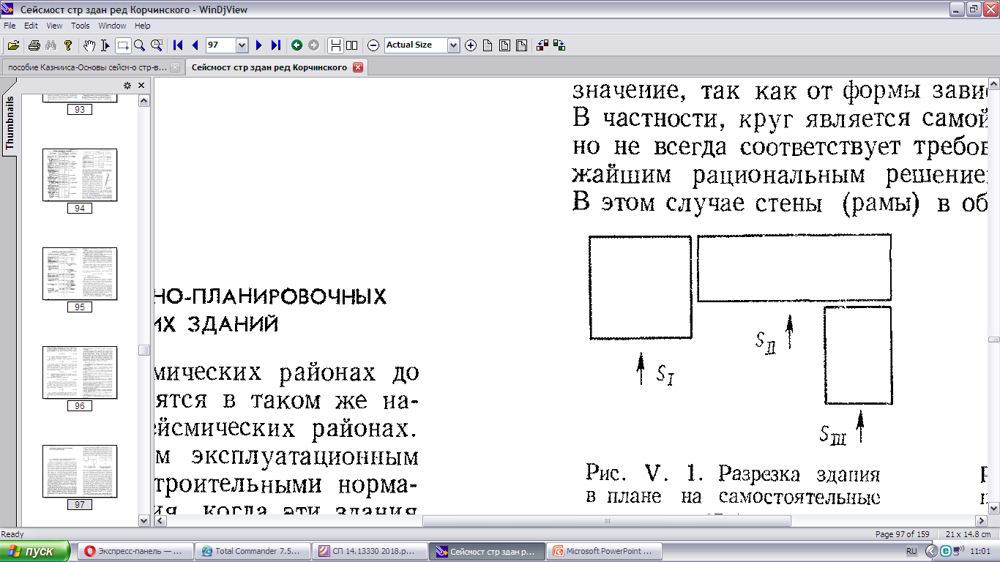 Сейсмост стр здан ред Корчинского - WinDjView
File Edit View Tools Window Help
97 Actual Size
пособие Казнииса-Основы сейсм-о стр-в... Сейсмост стр здан ред Корчинского
Thumbnails
93
94
95
96
97
НО-ПЛАНИРОВОЧНЫХ
ИХ ЗДАНИЙ
мических районах до
ятся в таком же на-
ейсмических районах.
м эксплуатационным
троительными норма-
ия, когда эти здания
значение, так как от формы зави
В частности, круг является самой
но не всегда соответствует требов
жайшим рациональным решение
В этом случае стены (рамы) в об
S I
S II
S III
Рис. V. 1. Разрезка здания
в плане на самостоятельные
Ready
Page 97 of 159 21 x 14.8 cm
пуск Экспресс-панель — ... Total Commander 7.5... СП 14.13330 2018.p... Сейсмост стр здан р... Microsoft PowerPoint ... RU 11:01